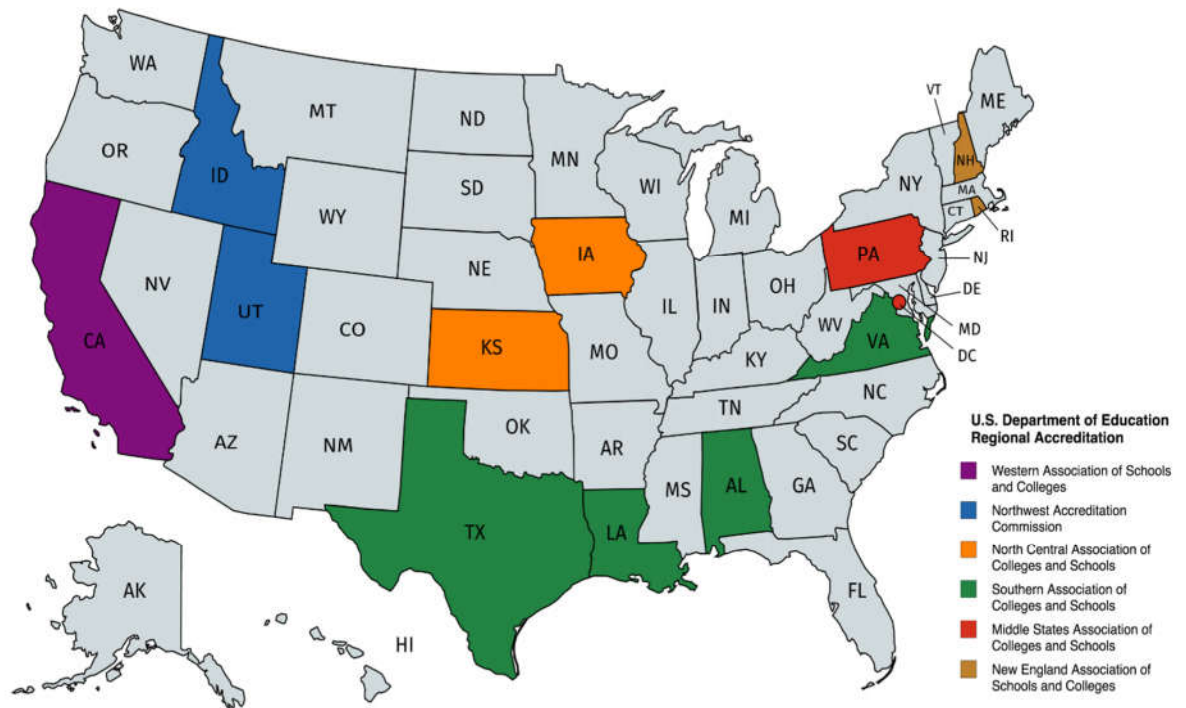 WA
MT
ND
MN
VT
ME
OR
ID
SD
WI
MI
NY
NH
MA
CT
RI
WY
IA
NE
PA
NJ
NV
UT
CO
IL
IN
OH
DE
WV
VA
MD
DC
CA
KS
MO
KY
AZ
NM
OK
AR
TN
NC
SC
MS
AL
GA
TX
LA
FL
AK
HI
U.S. Department of Education
Regional Accreditation
Western Association of Schools
and Colleges
Northwest Accreditation
Commission
North Central Association of
Colleges and Schools
Southern Association of
Colleges and Schools
Middle States Association of
Colleges and Schools
New England Association of
Schools and Colleges